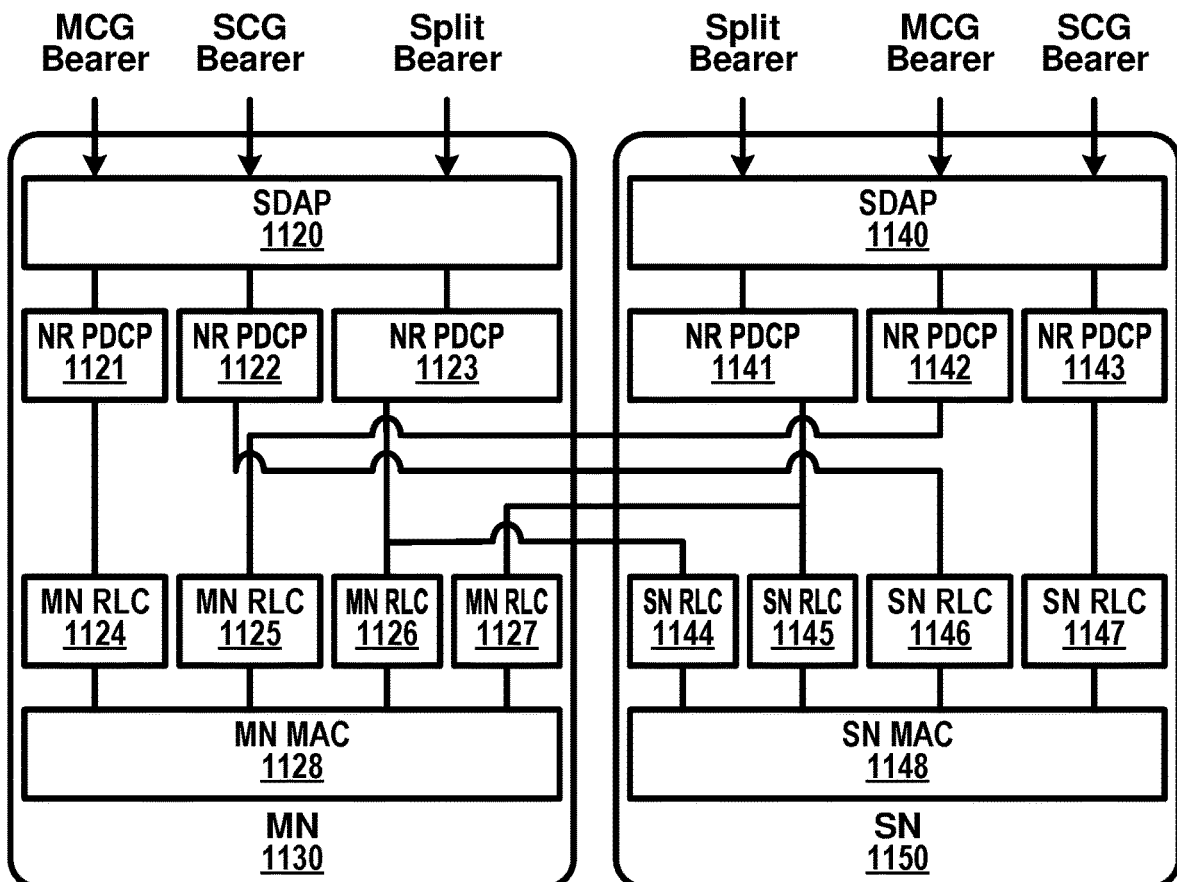 MCG Bearer
SCG Bearer
Split Bearer
Split Bearer
MCG Bearer
SCG Bearer
SDAP
1120
SDAP
1140
NR PDCP
1121
NR PDCP
1122
NR PDCP
1123
NR PDCP
1141
NR PDCP
1142
NR PDCP
1143
MN RLC
1124
MN RLC
1125
MN RLC
1126
MN RLC
1127
SN RLC
1144
SN RLC
1145
SN RLC
1146
SN RLC
1147
MN MAC
1128
SN MAC
1148
MN
1130
SN
1150